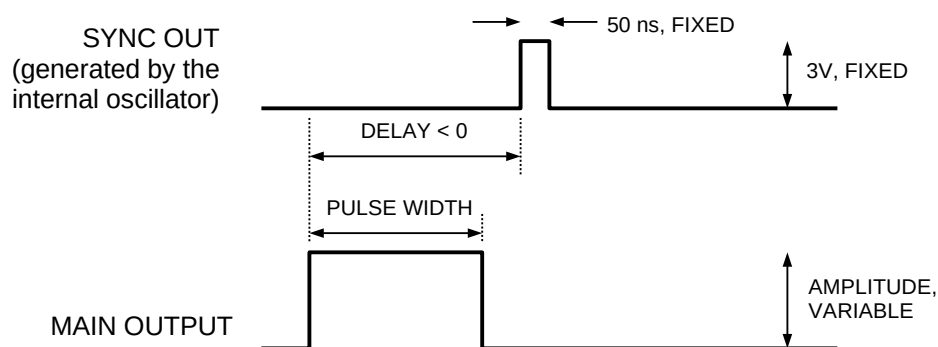 50 ns, FIXED
SYNC OUT
(generated by the
internal oscillator)
3V, FIXED
DELAY < 0
PULSE WIDTH
AMPLITUDE,
VARIABLE
MAIN OUTPUT